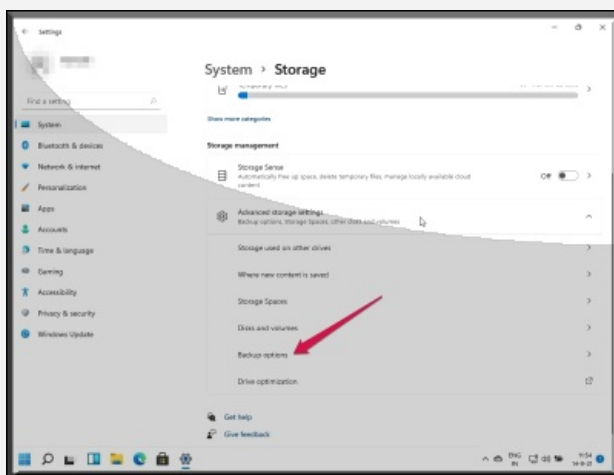 Settings
System > Storage
Find a setting
Temporary files
Show more categories
System
Bluetooth & devices
Storage management
Network & internet
Storage Sense
Automatically free up space, delete temporary files, manage locally available cloud
content
Off
Personalization
Apps
Advanced storage settings
Backup options, Storage Spaces, other disks and volumes
Accounts
Time & language
Storage used on other drives
Gaming
Where new content is saved
Accessibility
Storage Spaces
Privacy & security
Windows Update
Disks and volumes
Backup options
Drive optimization
Get help
Give feedback
ENG
IN
11:54